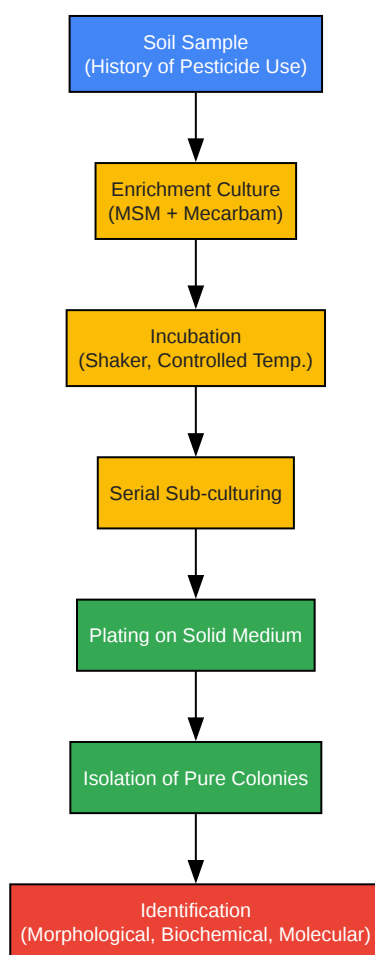 Soil Sample
(History of Pesticide Use)
Enrichment Culture
(MSM + Mecarbam)
Incubation
(Shaker, Controlled Temp.)
Serial Sub-culturing
Plating on Solid Medium
Isolation of Pure Colonies
Identification
(Morphological, Biochemical, Molecular)